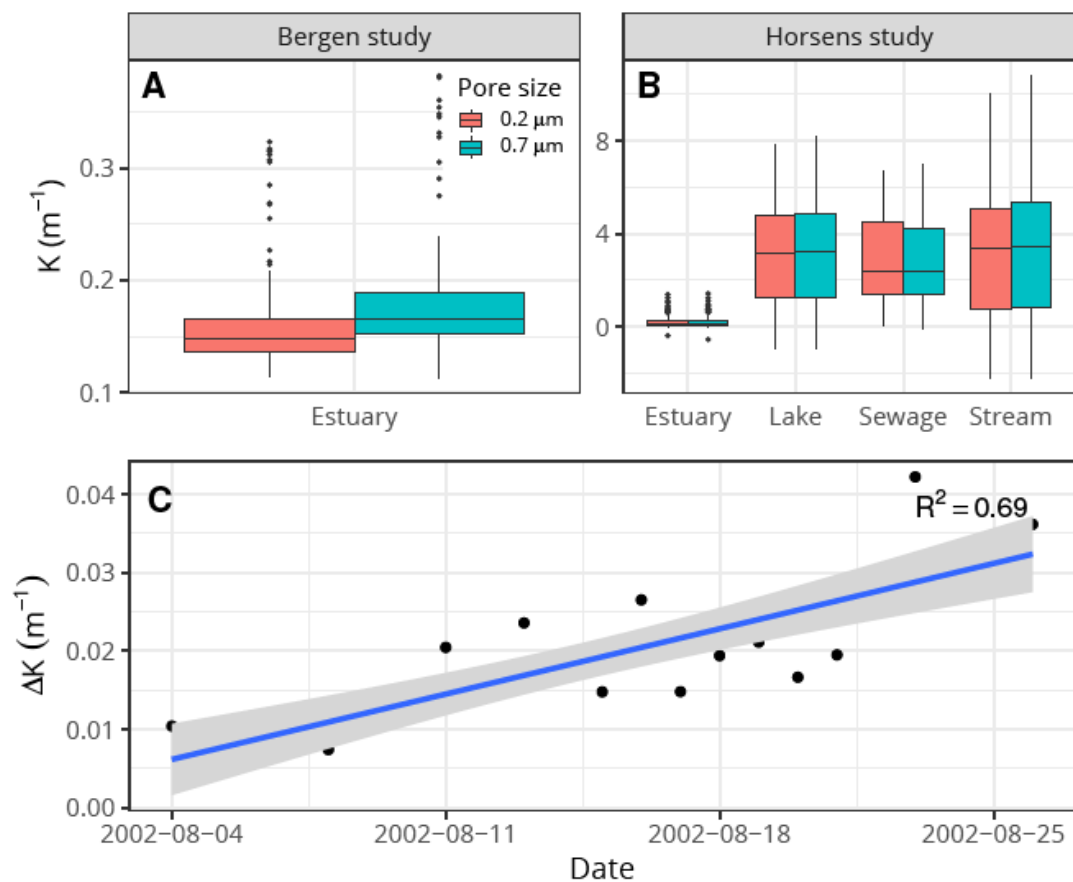 Bergen study
Horsens study
A
Pore size
0.2 μm
0.7 μm
B
K (m⁻¹)
0.3
0.2
0.1
8
4
0
Estuary
Estuary Lake Sewage Stream
C
R² = 0.69
ΔK (m⁻¹)
0.04
0.03
0.02
0.01
0.00
2002−08−04 2002−08−11 2002−08−18 2002−08−25
Date